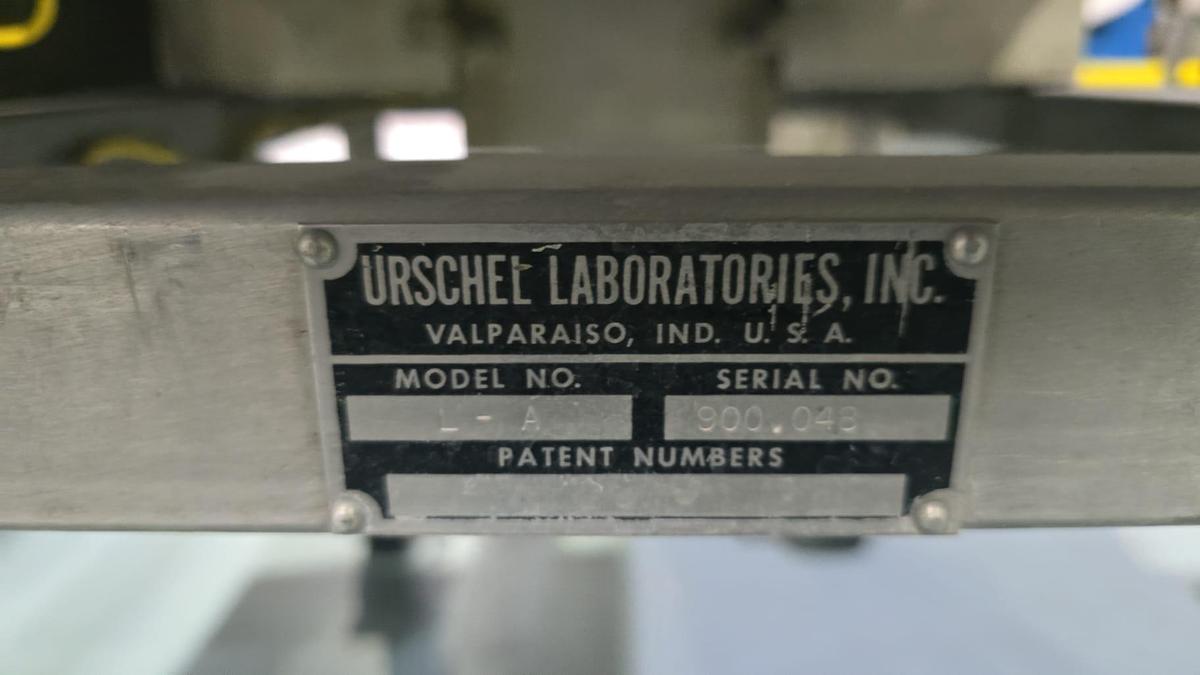 URSCHEL LABORATORIES, INC.
VALPARAISO, IND. U. S. A.
MODEL NO. SERIAL NO.
L - A 900.048
PATENT NUMBERS